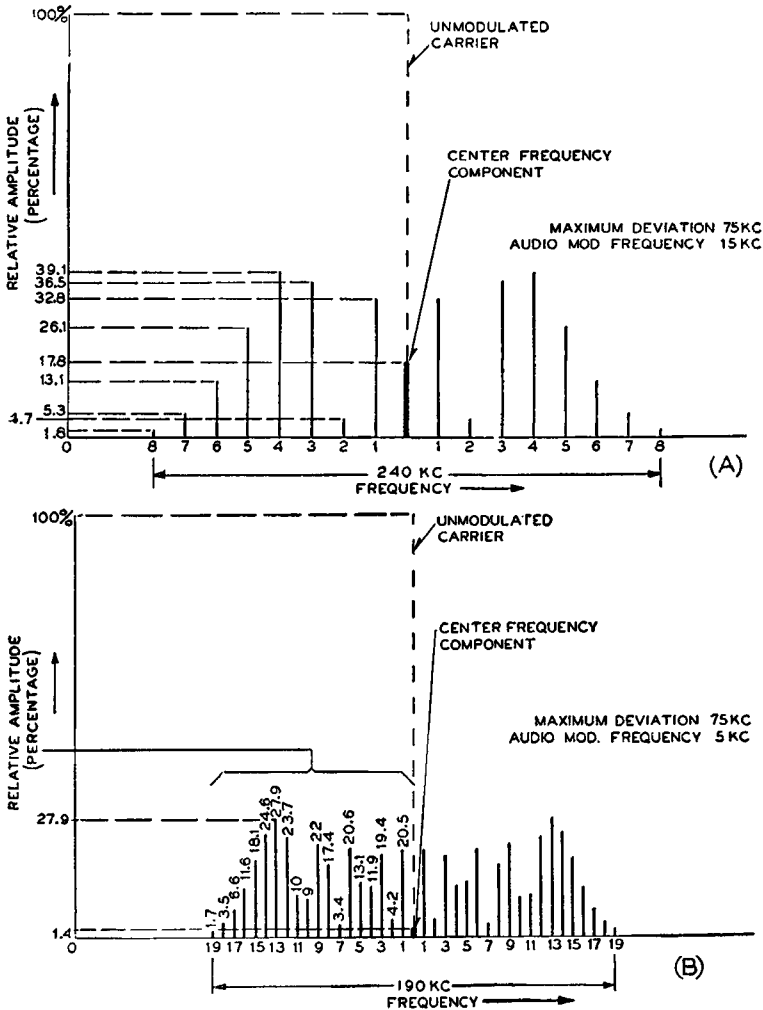 100%
UNMODULATED
CARRIER
RELATIVE AMPLITUDE
(PERCENTAGE)
CENTER FREQUENCY
COMPONENT
MAXIMUM DEVIATION 75KC
AUDIO MOD FREQUENCY 15 KC
39.1
36.5
32.8
26.1
17.8
13.1
5.3
4.7
1.8
0 8 7 6 5 4 3 2 1 1 2 3 4 5 6 7 8
240 KC
FREQUENCY
(A)
100%
UNMODULATED
CARRIER
RELATIVE AMPLITUDE
(PERCENTAGE)
CENTER FREQUENCY
COMPONENT
MAXIMUM DEVIATION 75KC
AUDIO MOD. FREQUENCY 5 KC
27.9
1.7 3.5 6.6 11.6 18.1 24.6 27.9 23.7 10 9 22 17.4 3.4 20.6 13.1 11.9 19.4 4.2 20.5
1.4
0 19 17 15 13 11 9 7 5 3 1 1 3 5 7 9 11 13 15 17 19
190 KC
FREQUENCY
(B)